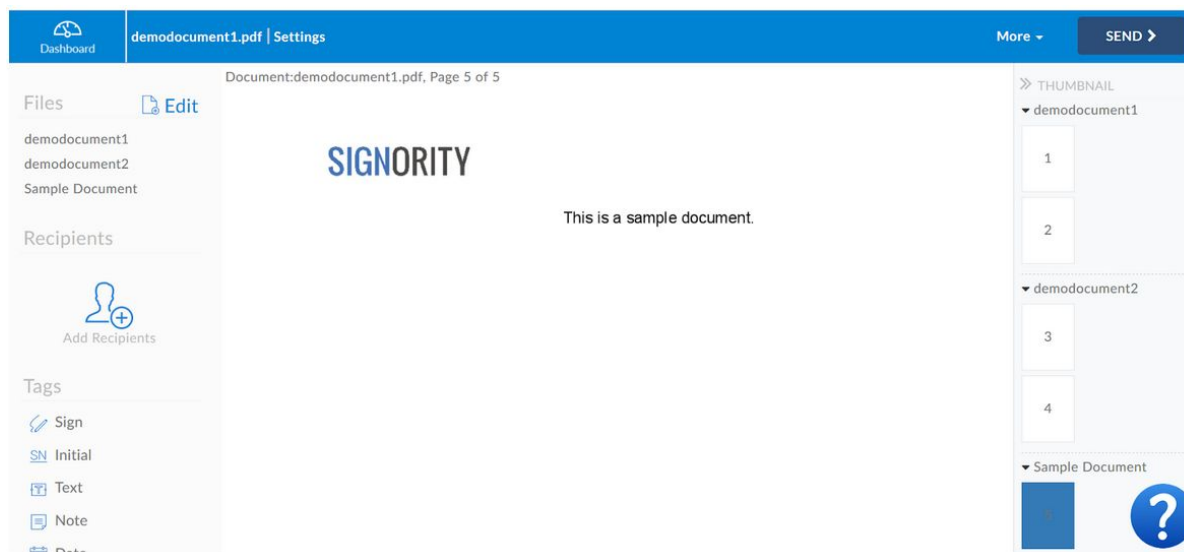 Dashboard
demodocument1.pdf | Settings
More
SEND
Document:demodocument1.pdf, Page 5 of 5
Files
Edit
demodocument1
demodocument2
Sample Document
Recipients
Add Recipients
Tags
Sign
SN Initial
Text
Note
Date
SIGNORITY
This is a sample document.
THUMBNAIL
demodocument1
1
2
demodocument2
3
4
Sample Document
5
?